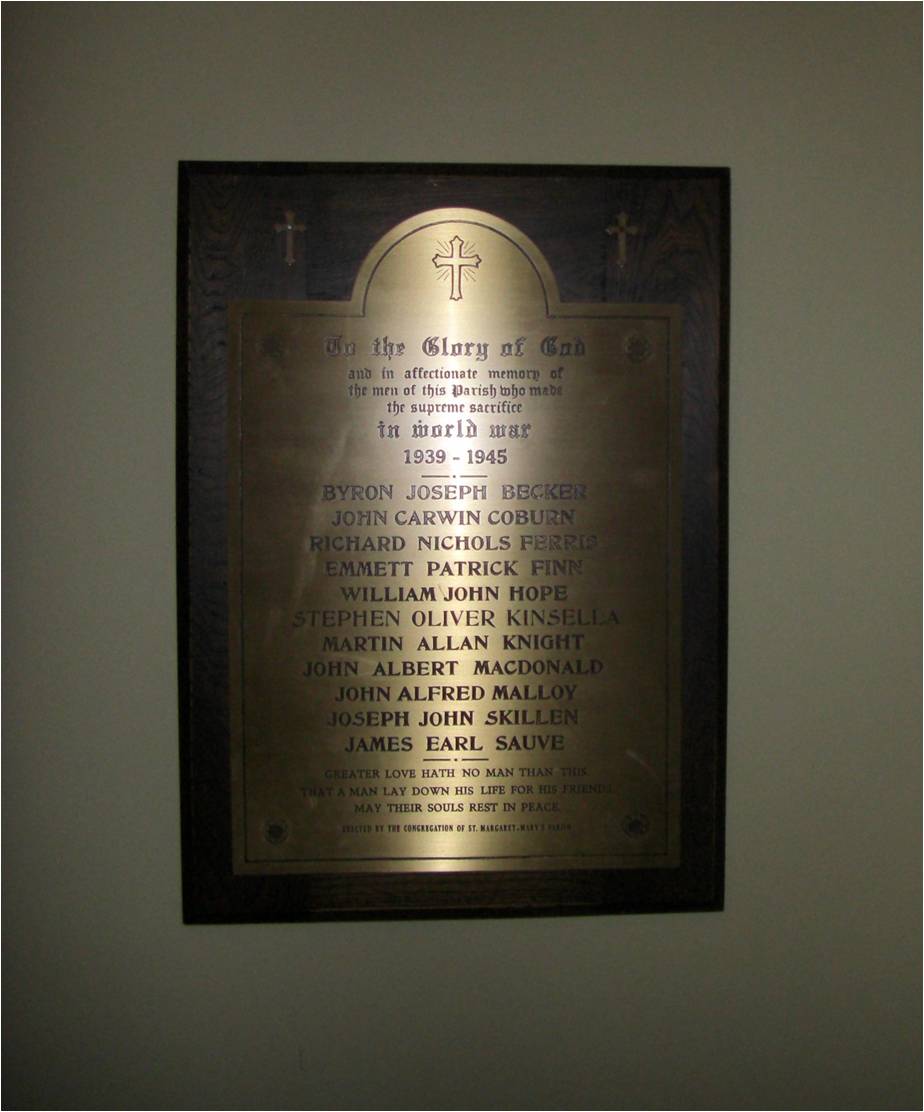 To the Glory of God
and in affectionate memory of
the men of this Parish who made
the supreme sacrifice
in world war
1939 - 1945
BYRON JOSEPH BECKER
JOHN CARWIN COBURN
RICHARD NICHOLS FERRIS
EMMETT PATRICK FINN
WILLIAM JOHN HOPE
STEPHEN OLIVER KINSELLA
MARTIN ALLAN KNIGHT
JOHN ALBERT MACDONALD
JOHN ALFRED MALLOY
JOSEPH JOHN SKILLEN
JAMES EARL SAUVE
GREATER LOVE HATH NO MAN THAN THIS
THAT A MAN LAY DOWN HIS LIFE FOR HIS FRIENDS
MAY THEIR SOULS REST IN PEACE.
ERECTED BY THE CONGREGATION OF ST. MARGARET-MARY'S PARISH